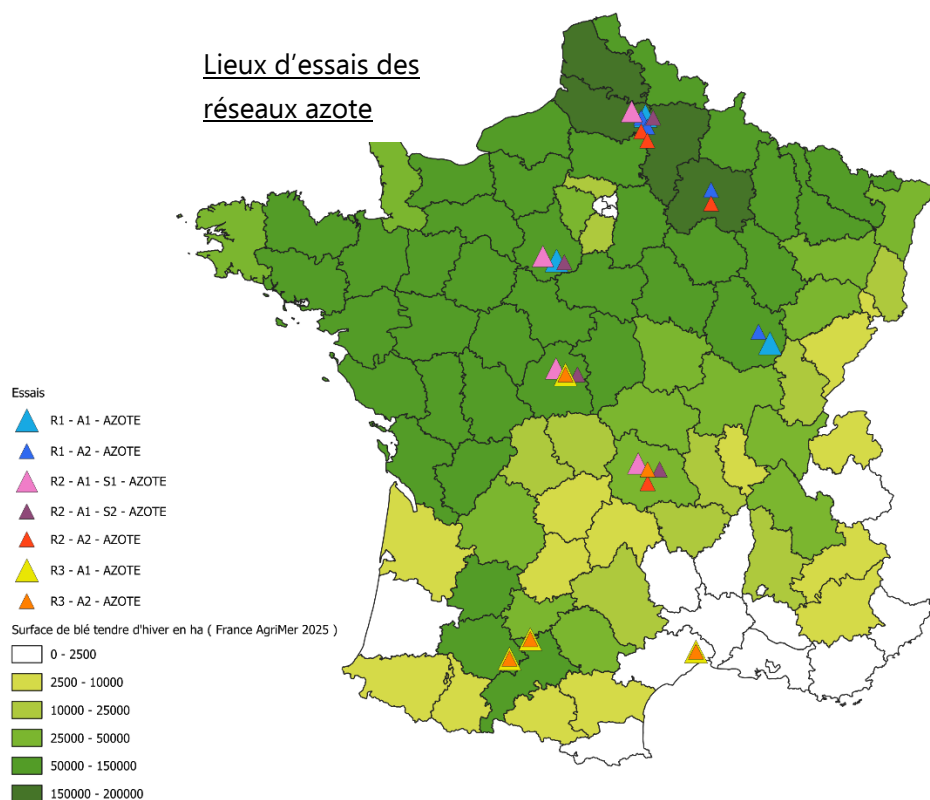 Lieux d'essais des
réseaux azote
Essais
R1 - A1 - AZOTE
R1 - A2 - AZOTE
R2 - A1 - S1 - AZOTE
R2 - A1 - S2 - AZOTE
R2 - A2 - AZOTE
R3 - A1 - AZOTE
R3 - A2 - AZOTE
Surface de blé tendre d'hiver en ha ( France AgriMer 2025 )
0 - 2500
2500 - 10000
10000 - 25000
25000 - 50000
50000 - 150000
150000 - 200000